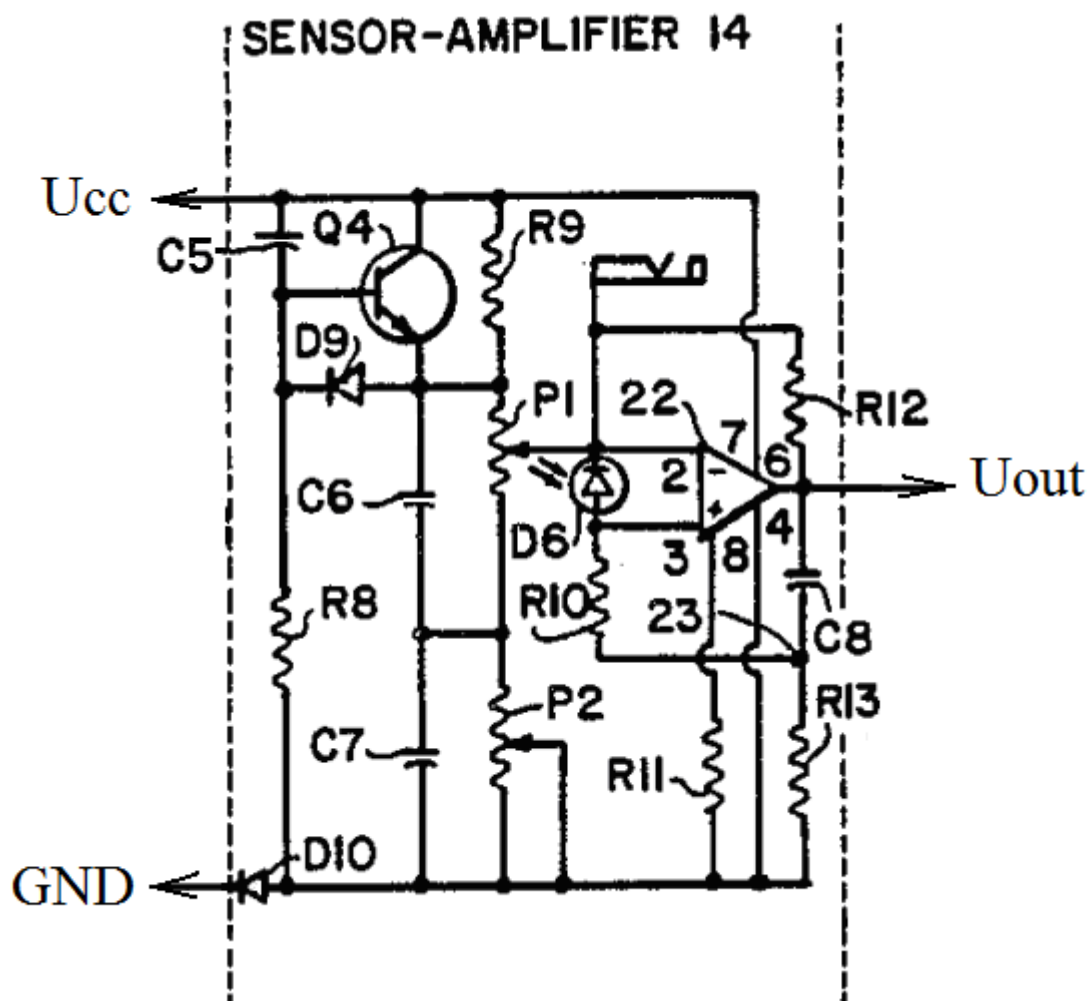 SENSOR-AMPLIFIER 14
Ucc
C5
Q4
R9
D9
P1
22
7
R12
2
-
6
Uout
C6
+
4
D6
3
8
R10
23
C8
R8
P2
R13
C7
R11
D10
GND